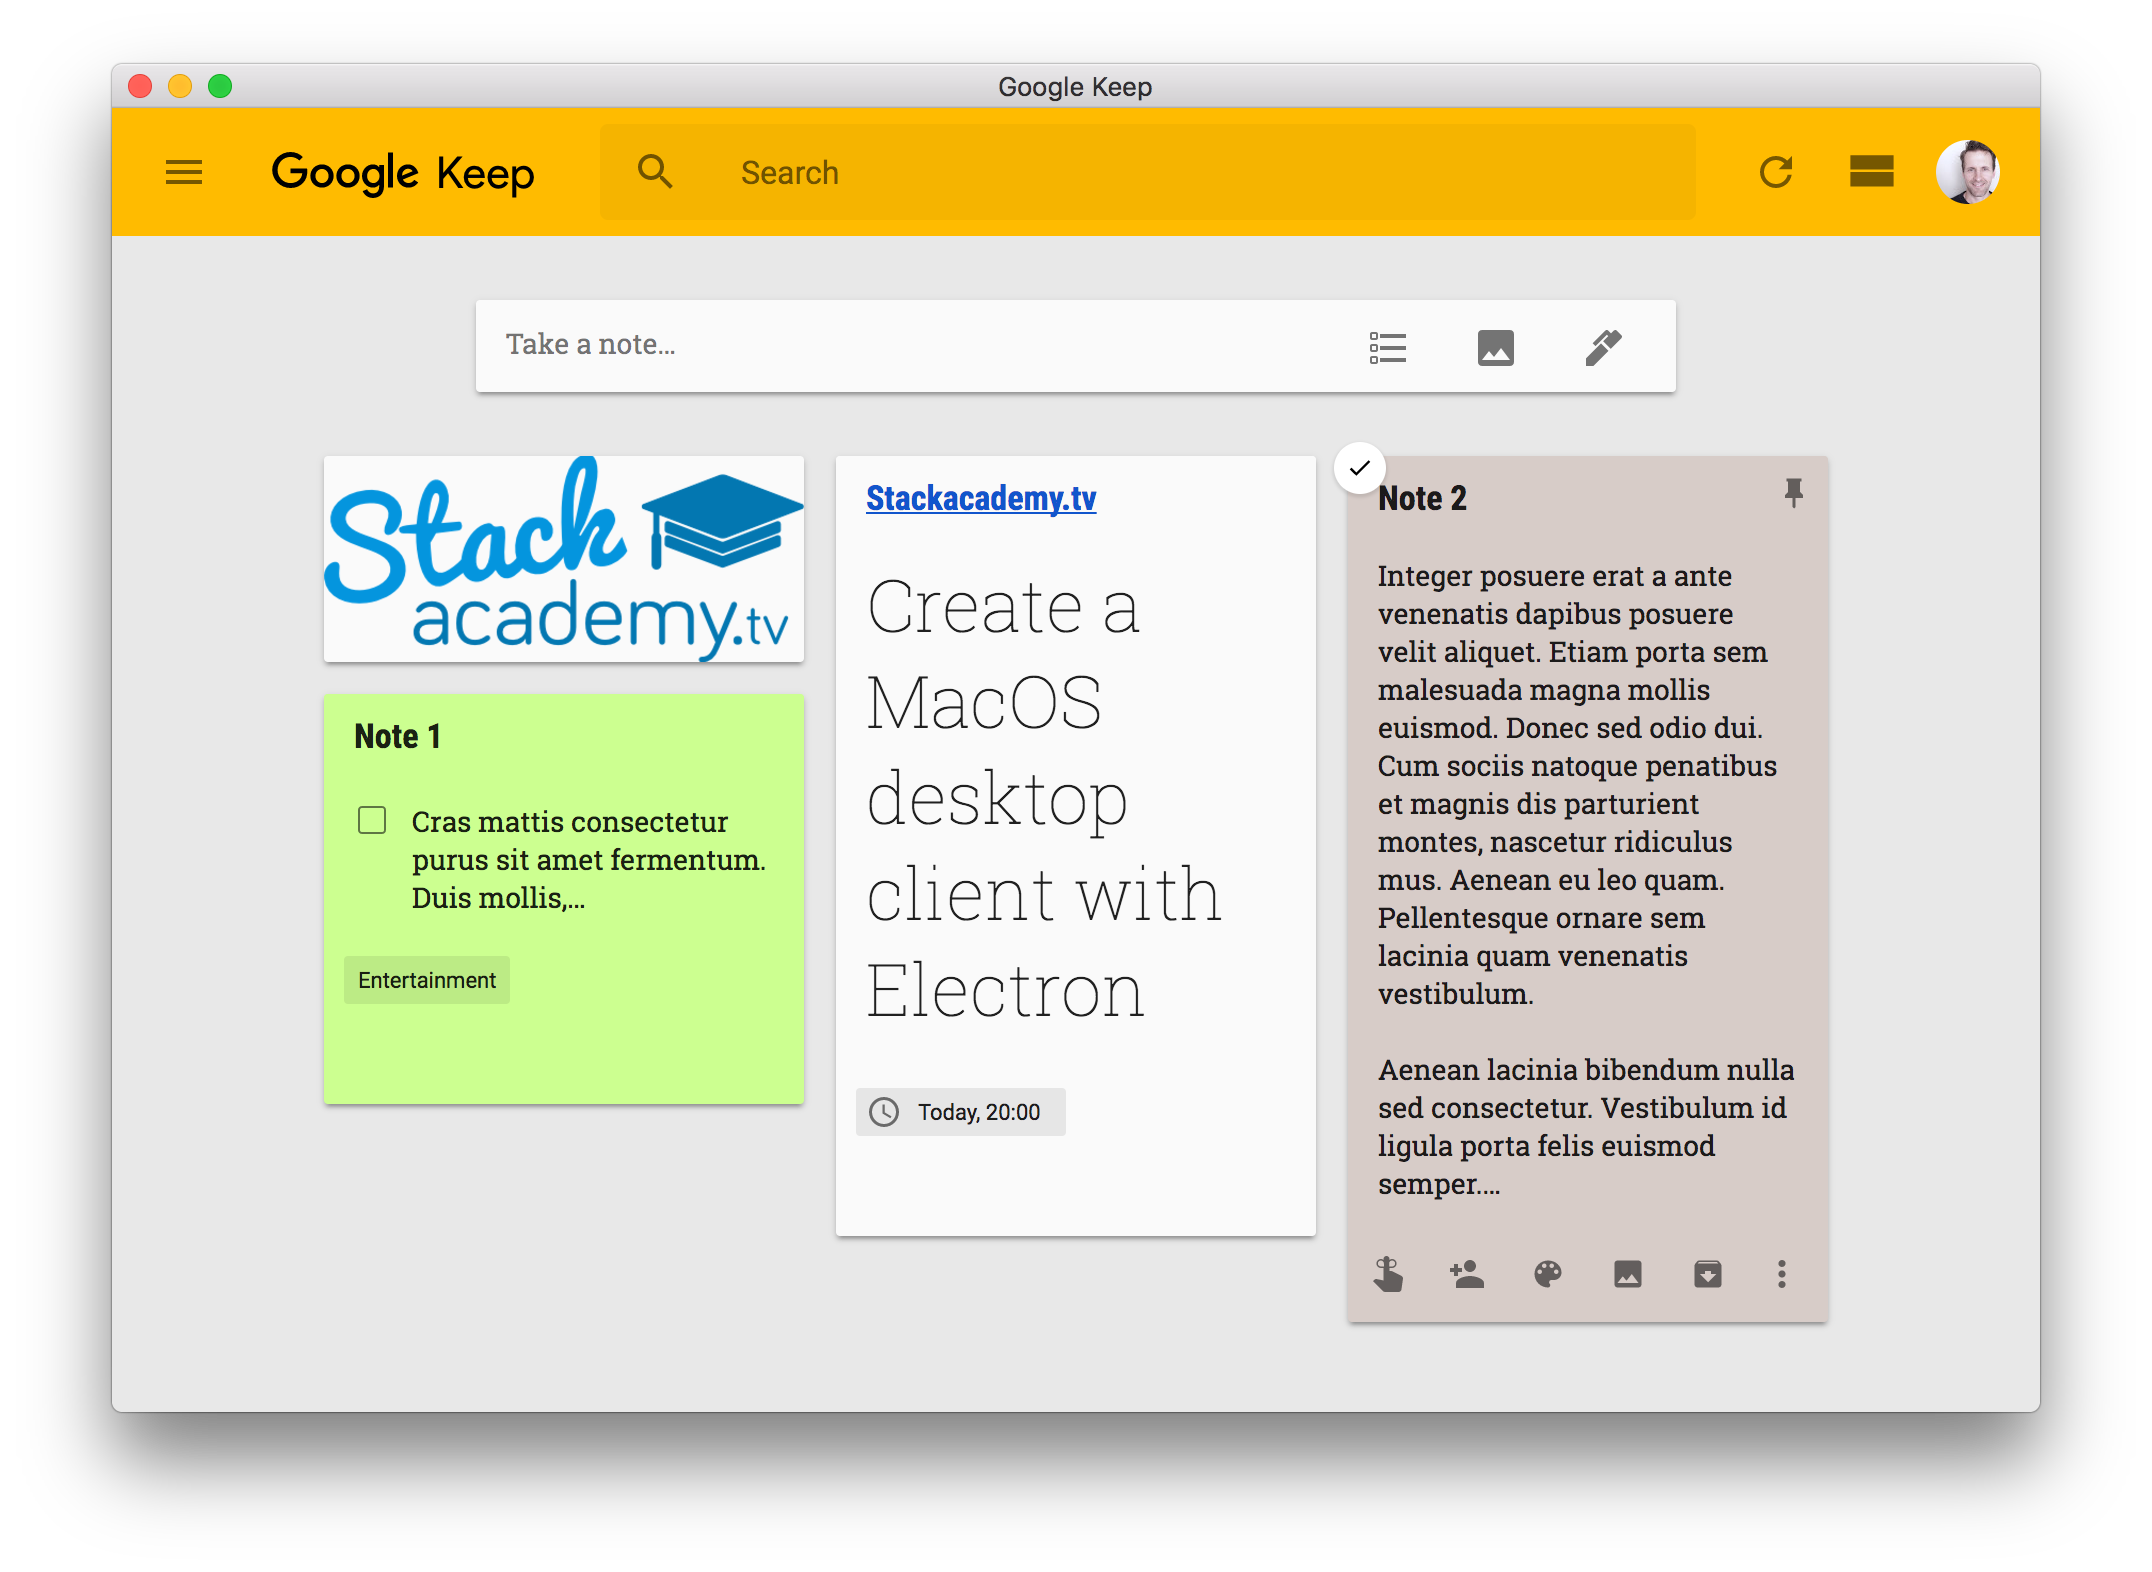 Google Keep
Google Keep
Search
Take a note...
Stack
academy.tv
Note 1
Cras mattis consectetur
purus sit amet fermentum.
Duis mollis,...
Entertainment
Stackacademy.tv
Create a
MacOS
desktop
client with
Electron
Today, 20:00
Note 2
Integer posuere erat a ante
venenatis dapibus posuere
velit aliquet. Etiam porta sem
malesuada magna mollis
euismod. Donec sed odio dui.
Cum sociis natoque penatibus
et magnis dis parturient
montes, nascetur ridiculus
mus. Aenean eu leo quam.
Pellentesque ornare sem
lacinia quam venenatis
vestibulum.
Aenean lacinia bibendum nulla
sed consectetur. Vestibulum id
ligula porta felis euismod
semper....